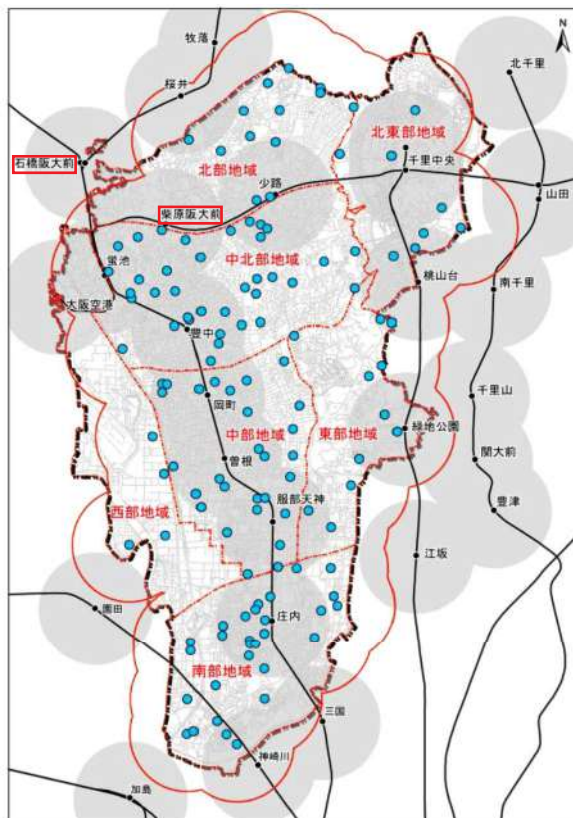 牧落
N
北千里
桜井
北東部地域
石橋阪大前
千里中央
北部地域
少路
山田
柴原阪大前
中北部地域
蛍池
桃山台
南千里
大阪空港
豊中
千里山
岡町
緑地公園
中部地域
東部地域
関大前
曽根
服部天神
豊津
西部地域
江坂
園田
庄内
南部地域
三国
神崎川
加島